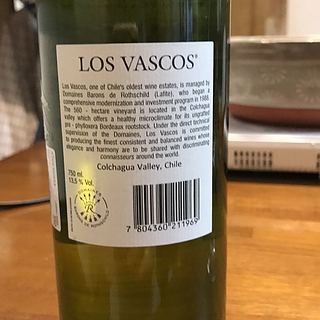 LOS VASCOS®
Los Vascos, one of Chile's oldest wine estates, is managed by
Domaines Barons de Rothschild (Lafite), who began a
comprehensive modernization and investment program in 1988.
The 560 - hectare vineyard is located in the Colchagua
valley which offers a healthy microclimate for its ungrafted
pre - phylloxera Bordeaux rootstock. Under the direct technical
supervision of the Domaines, Los Vascos is committed
to producing the finest consistent and balanced wines whose
elegance and harmony are to be shared with discriminating
connoisseurs around the world.
Colchagua Valley, Chile
750 ml.
13,5 % Vol.
7 804360 211969